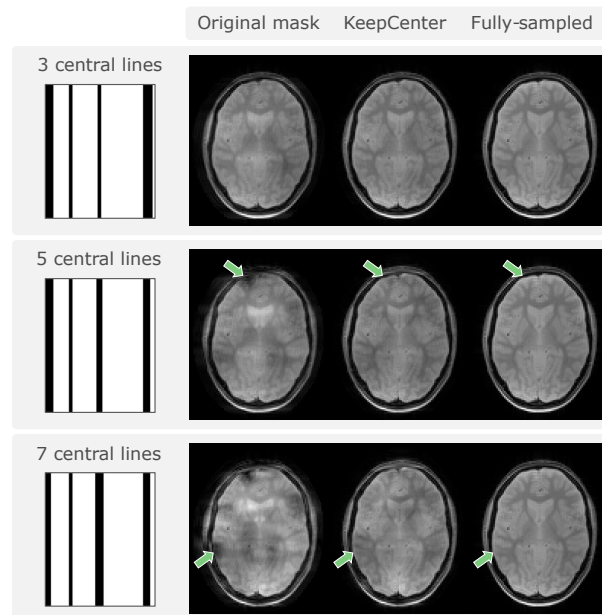 Original mask KeepCenter Fully-sampled
3 central lines
5 central lines
7 central lines